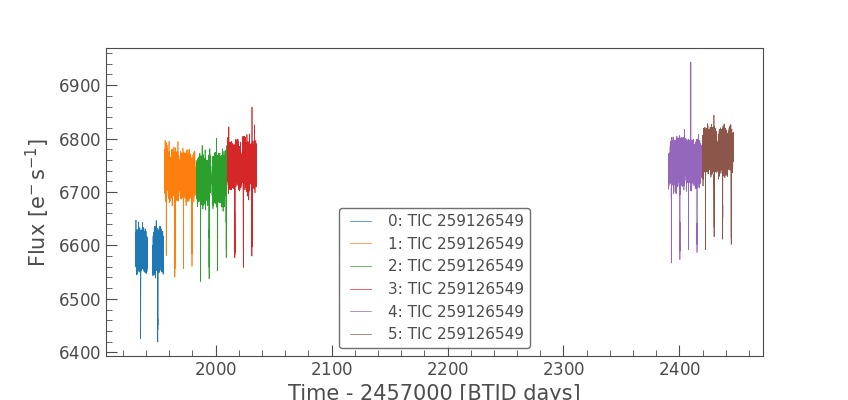 Flux [e⁻ s⁻¹]
6900
6800
6700
6600
6500
6400
0: TIC 259126549
1: TIC 259126549
2: TIC 259126549
3: TIC 259126549
4: TIC 259126549
5: TIC 259126549
2000 2100 2200 2300 2400
Time - 2457000 [BTJD days]